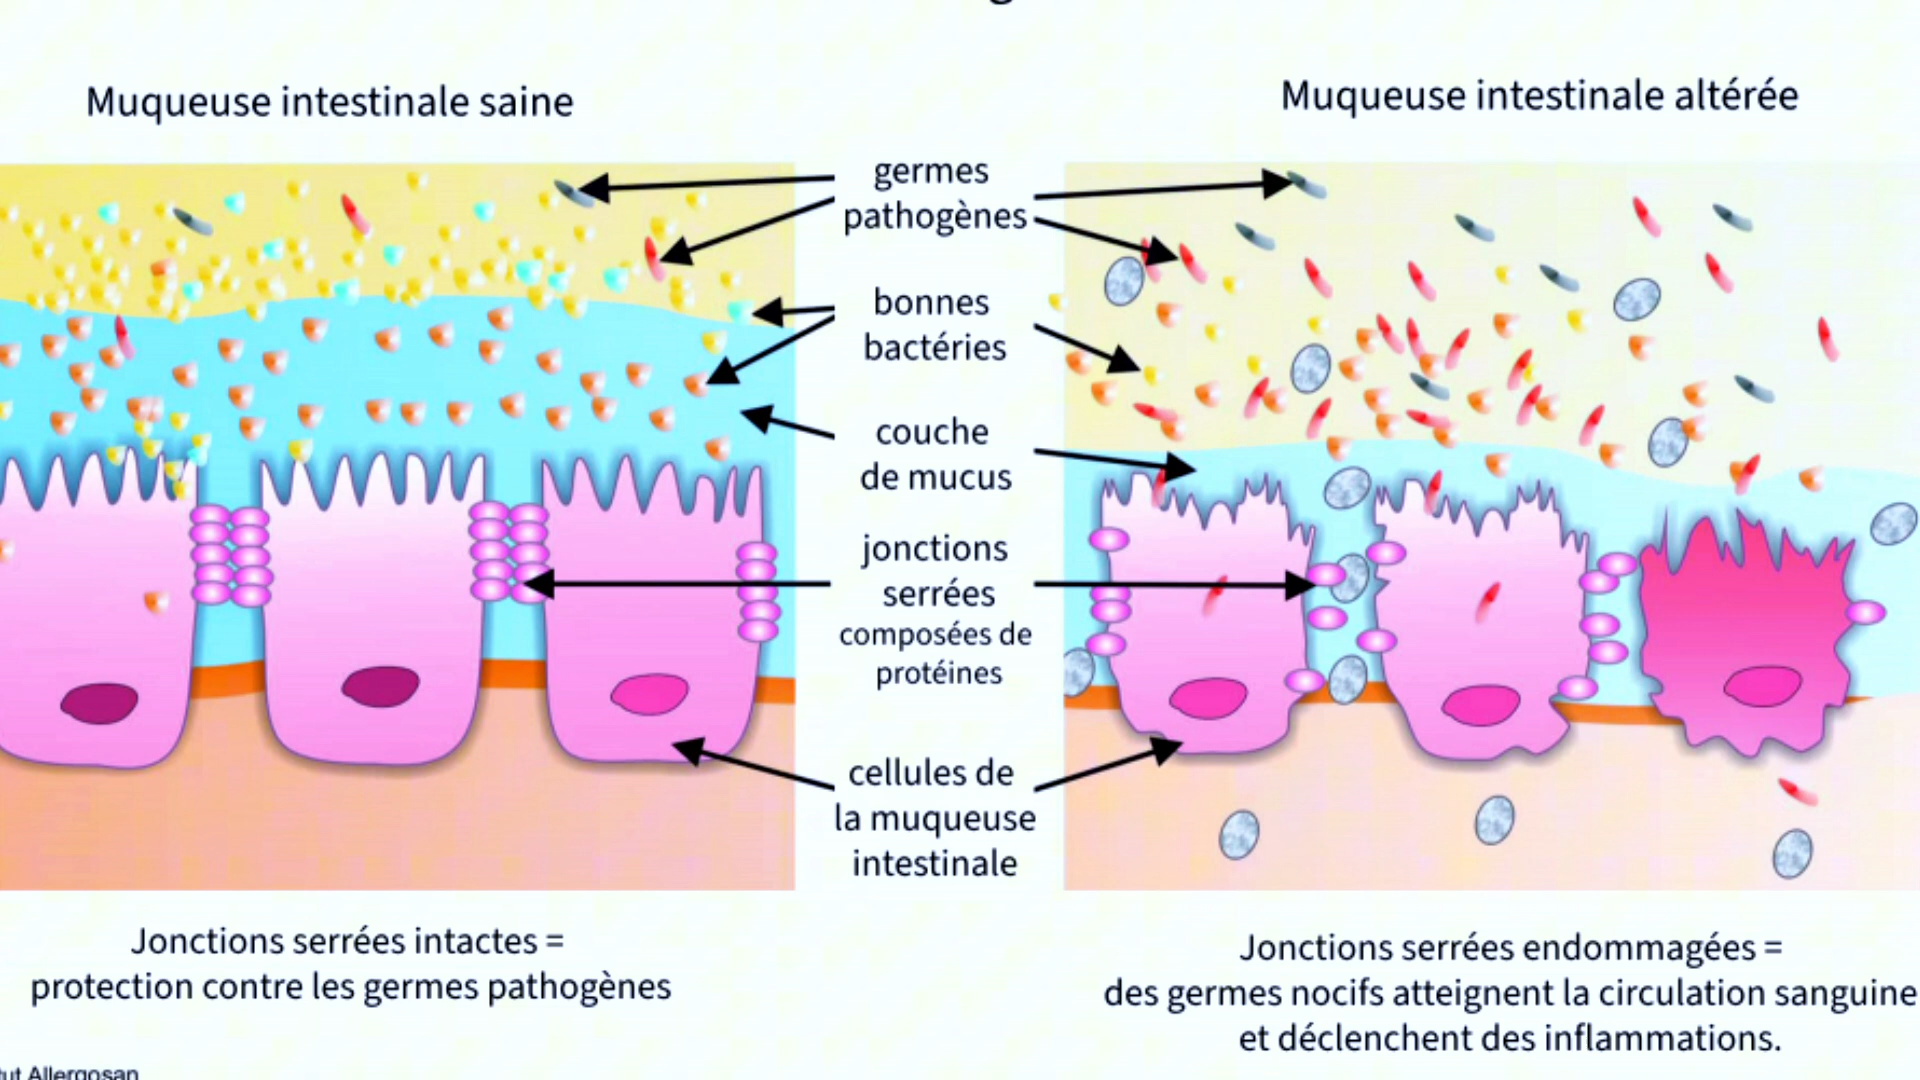 Muqueuse intestinale saine
Muqueuse intestinale altérée
germes
pathogènes
bonnes
bactéries
couche
de mucus
jonctions
serrées
composées de
protéines
cellules de
la muqueuse
intestinale
Jonctions serrées intactes =
protection contre les germes pathogènes
Jonctions serrées endommagées =
des germes nocifs atteignent la circulation sanguine
et déclenchent des inflammations.
Allergosan